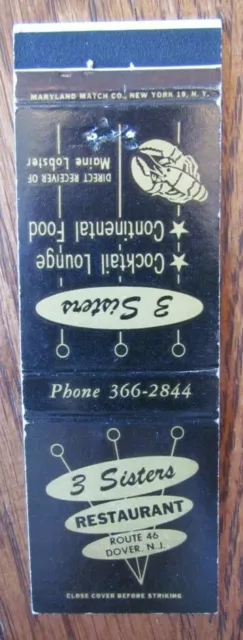 MARYLAND MATCH CO., NEW YORK 19, N. Y.
DIRECT RECEIVER OF
Maine Lobster
★ Continental Food
★ Cocktail Lounge
3 Sisters
Phone 366-2844
3 Sisters
RESTAURANT
ROUTE 46
DOVER, N.J.
CLOSE COVER BEFORE STRIKING